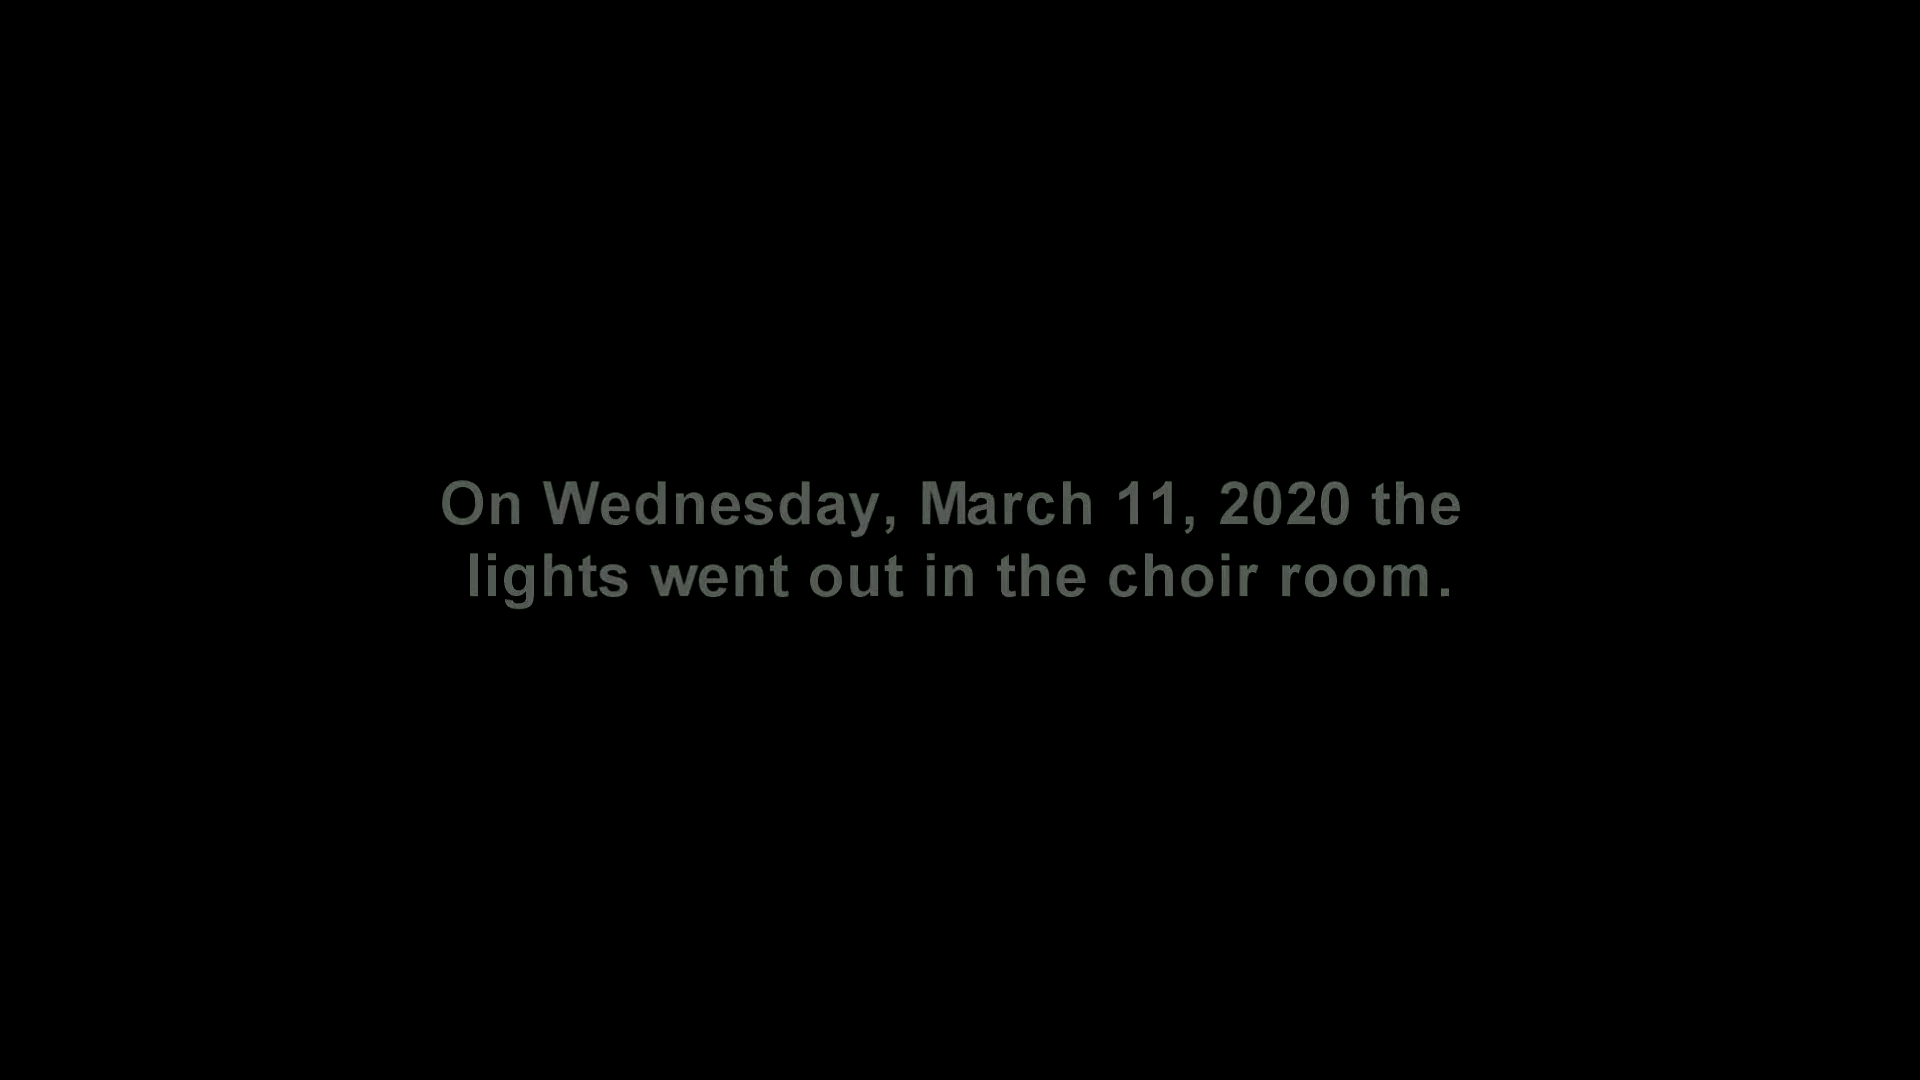 On Wednesday, March 11, 2020 the
lights went out in the choir room.